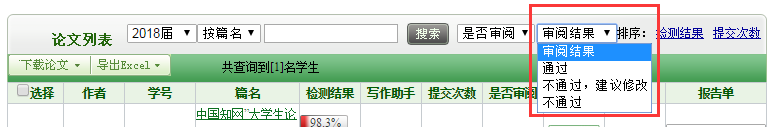 论文列表 2018届 按篇名 搜索 是否审阅 审阅结果 排序： 检测结果 提交次数
审阅结果
通过
不通过，建议修改
不通过
下载论文 导出Excel 共查询到[1]名学生
选择 作者 学号 篇名 检测结果 写作助手 提交次数 是否审阅 报告单
中国知网"大学生论
98.3%